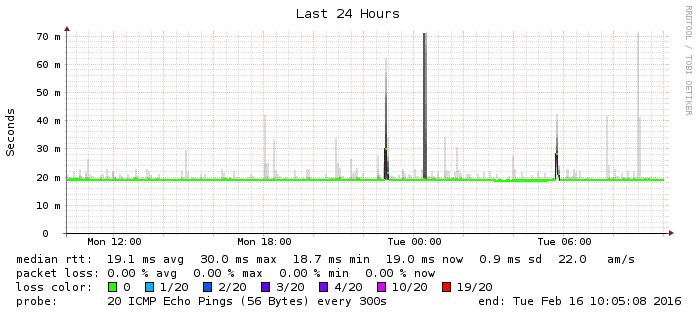 Last 24 Hours
RRDTOOL / TOBI OETIKER
Seconds
70 m
60 m
50 m
40 m
30 m
20 m
10 m
0
Mon 12:00 Mon 18:00 Tue 00:00 Tue 06:00
median rtt: 19.1 ms avg 30.0 ms max 18.7 ms min 19.0 ms now 0.9 ms sd 22.0 am/s
packet loss: 0.00 % avg 0.00 % max 0.00 % min 0.00 % now
loss color: 0 1/20 2/20 3/20 4/20 10/20 19/20
probe: 20 ICMP Echo Pings (56 Bytes) every 300s end: Tue Feb 16 10:05:08 2016